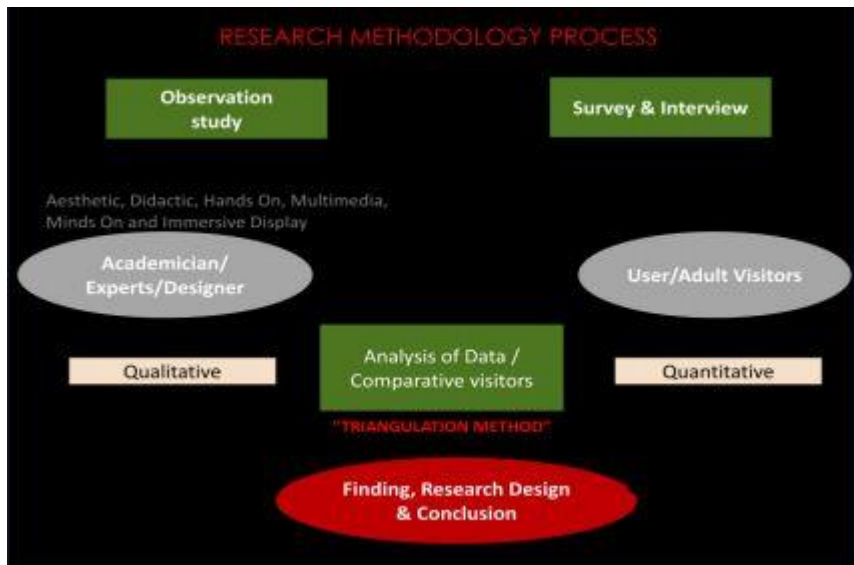 RESEARCH METHODOLOGY PROCESS
Observation
study
Survey & Interview
Aesthetic, Didactic, Hands On, Multimedia,
Minds On and Immersive Display
Academician/
Experts/Designer
User/Adult Visitors
Qualitative
Analysis of Data /
Comparative visitors
Quantitative
"TRIANGULATION METHOD"
Finding, Research Design
& Conclusion